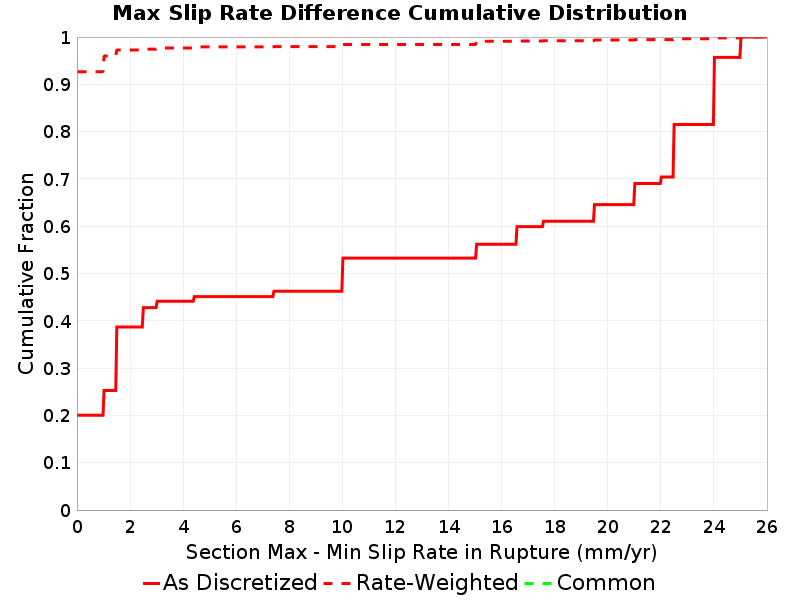 Max Slip Rate Difference Cumulative Distribution
1
0.9
0.8
0.7
0.6
0.5
0.4
0.3
0.2
0.1
0
Cumulative Fraction
0 2 4 6 8 10 12 14 16 18 20 22 24 26
Section Max - Min Slip Rate in Rupture (mm/yr)
As Discretized Rate-Weighted Common